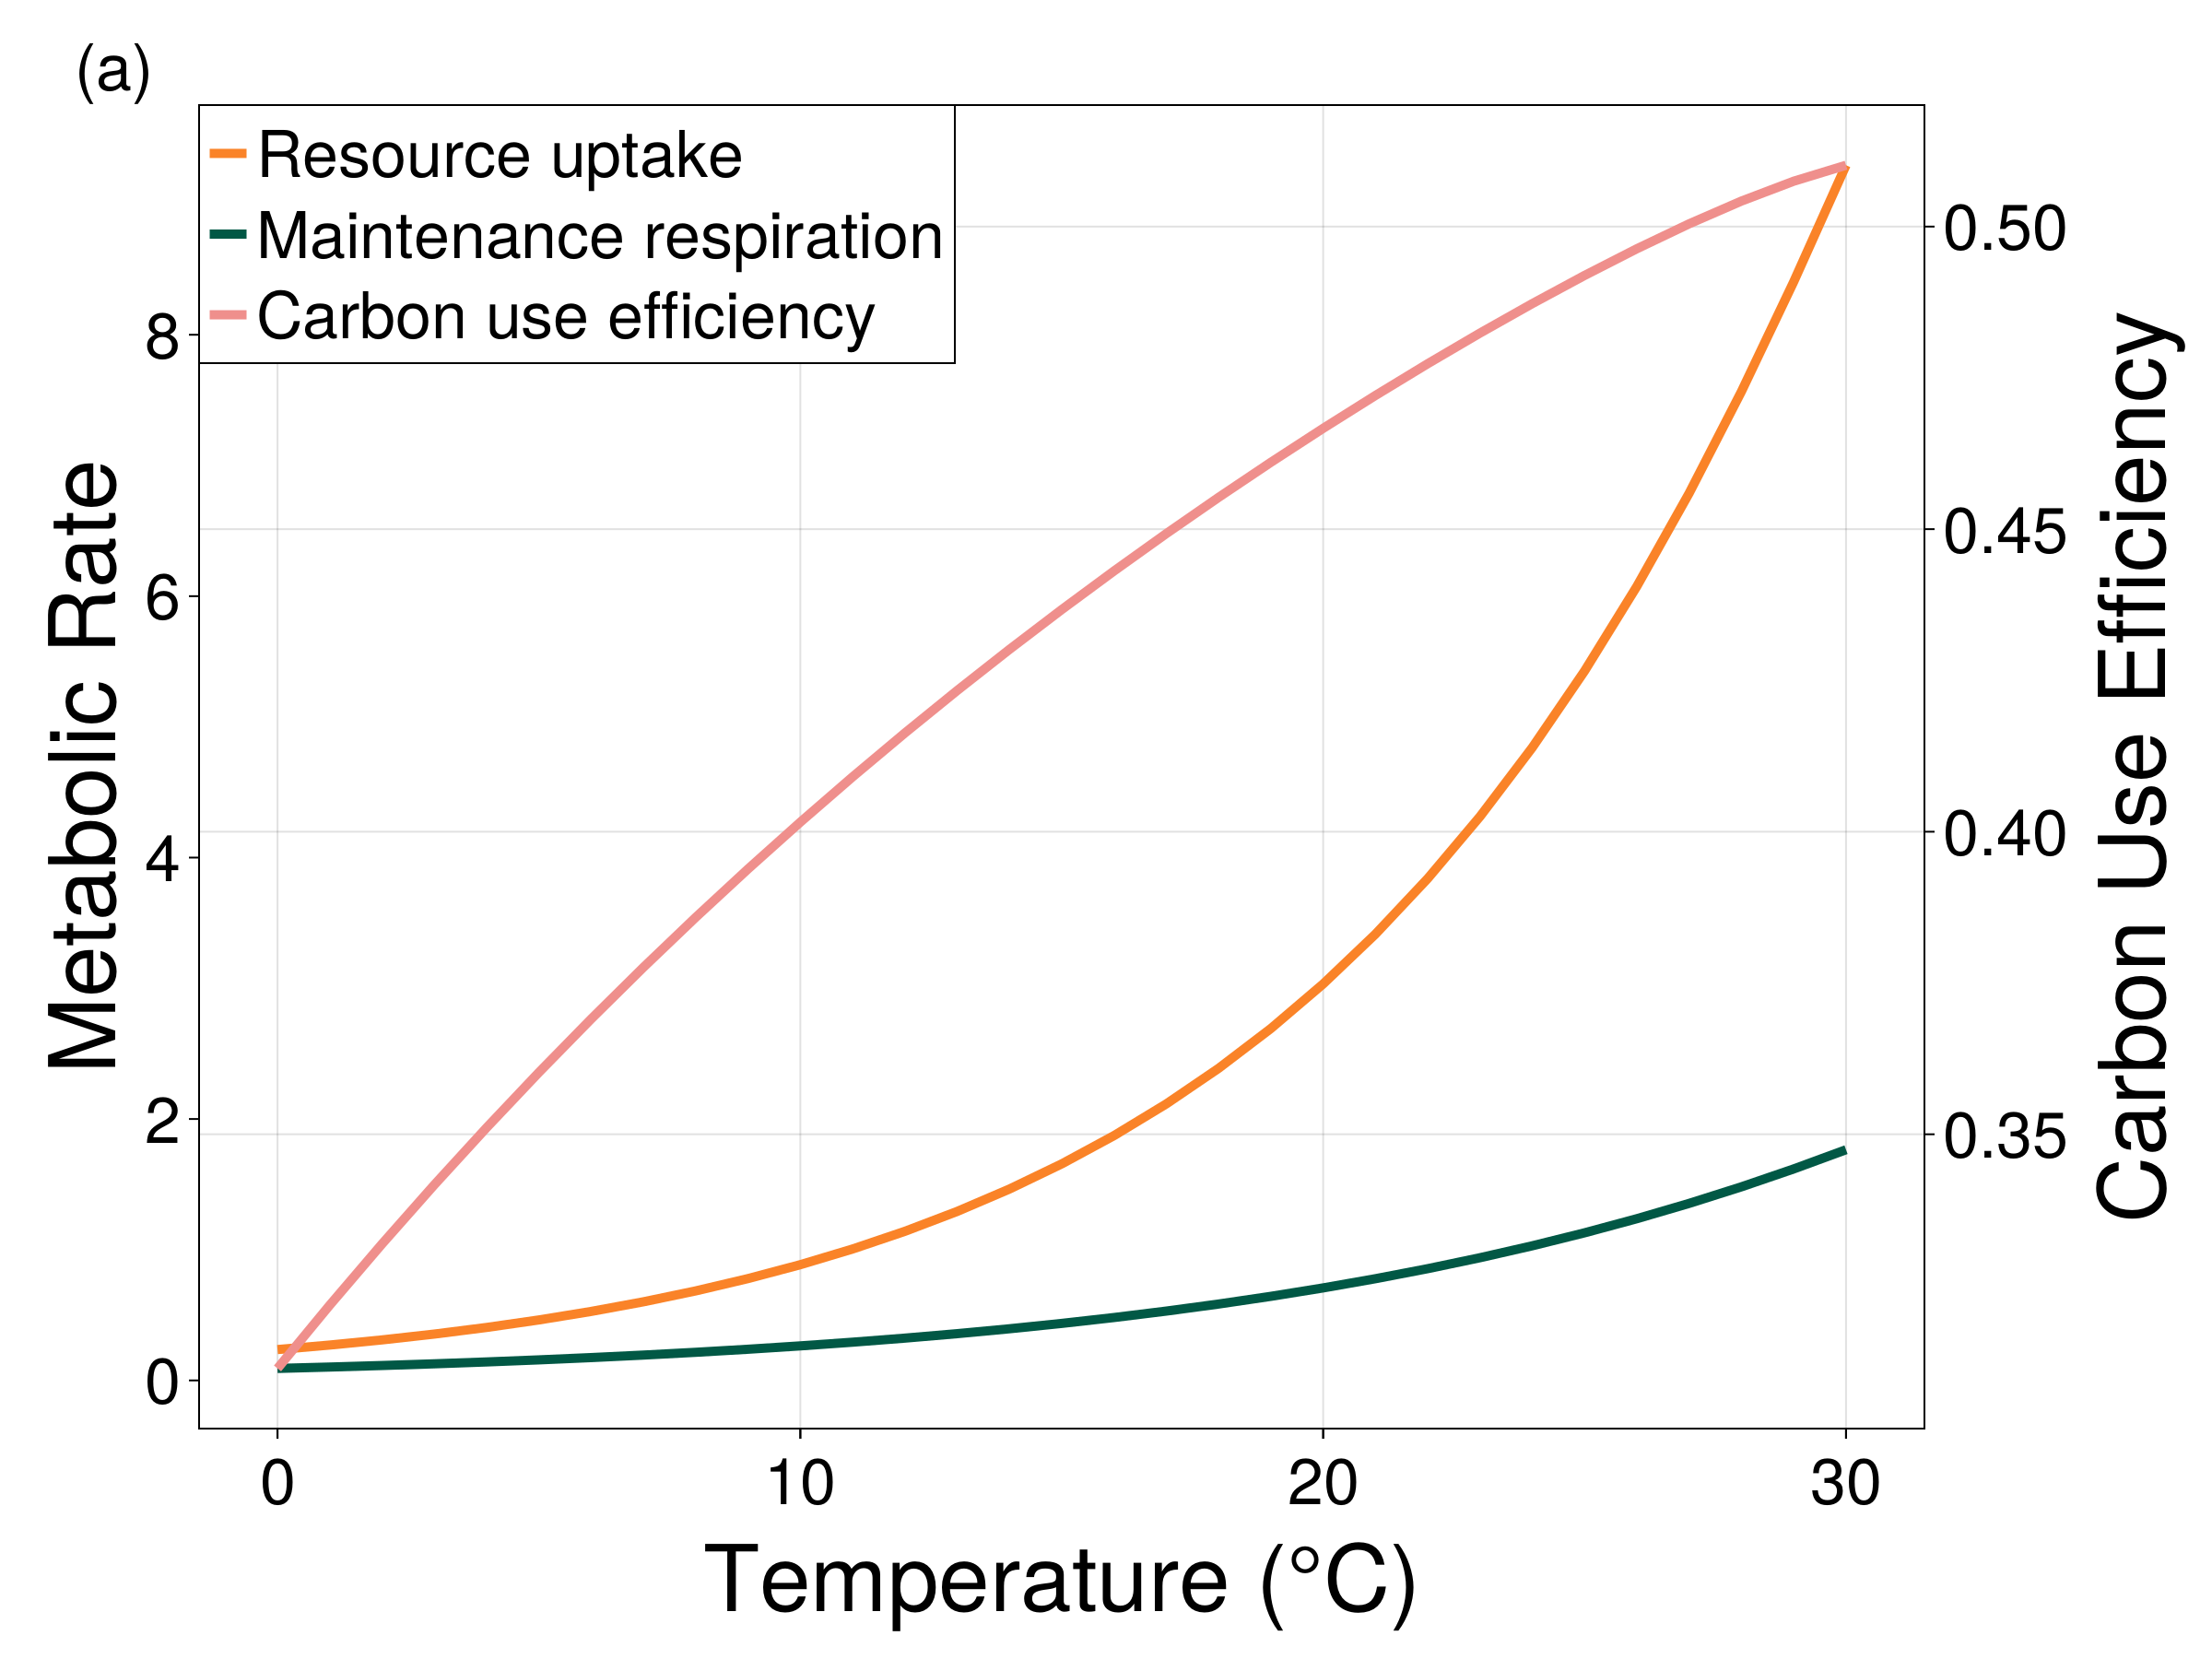 (a)
Resource uptake
Maintenance respiration
Carbon use efficiency
Metabolic Rate
8
6
4
2
0
0.50
0.45
0.40
0.35
Carbon Use Efficiency
0 10 20 30
Temperature (°C)